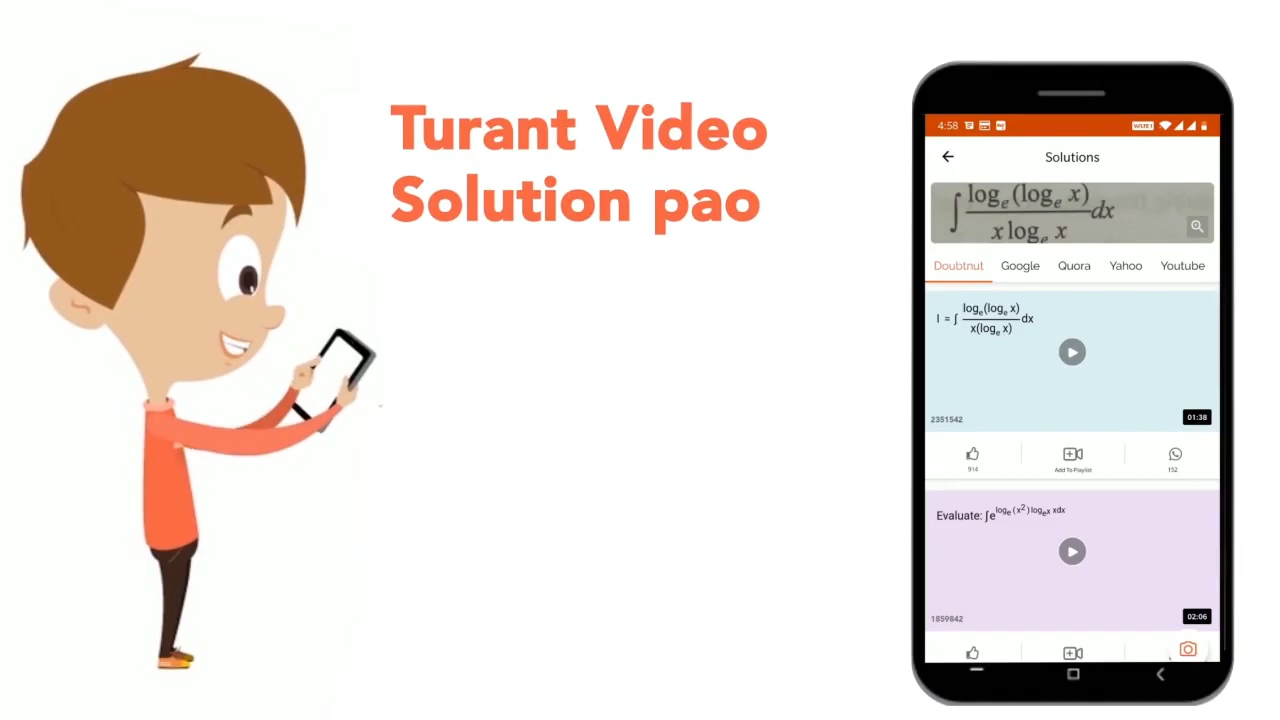 Turant Video
Solution pao
4:58
VoLTE1
Solutions
∫ logₑ(logₑ x) / x logₑ x dx
Doubtnut Google Quora Yahoo Youtube
I = ∫ logₑ(logₑ x) / x(logₑ x) dx
2351542 01:38
914 Add To Playlist 152
Evaluate: ∫e^logₑ(x²)logₑx xdx
1859842 02:06